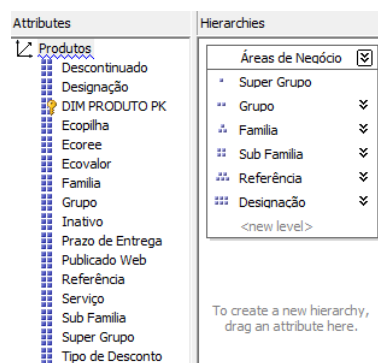 Attributes
Produtos
Descontinuado
Designação
DIM PRODUTO PK
Ecopilha
Ecoree
Ecovalor
Familia
Grupo
Inativo
Prazo de Entrega
Publicado Web
Referência
Serviço
Sub Familia
Super Grupo
Tipo de Desconto
Hierarchies
Áreas de Negócio
Super Grupo
Grupo
Familia
Sub Familia
Referência
Designação
<new level>
To create a new hierarchy,
drag an attribute here.